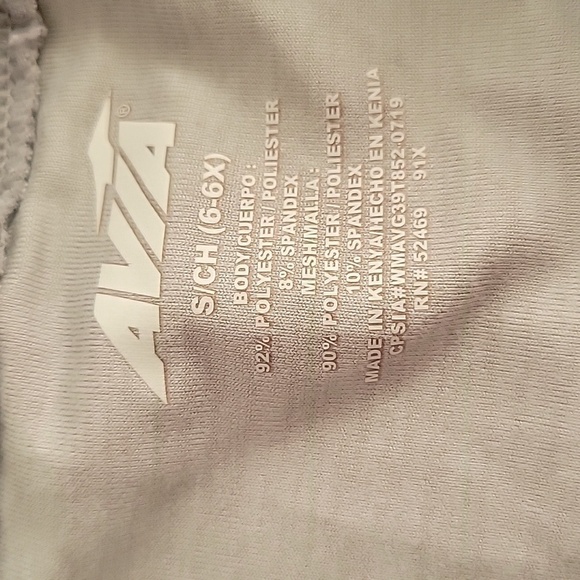 AVIA®
S/CH (6-6X)
BODY/CUERPO:
92% POLYESTER / POLIESTER
8% SPANDEX
MESH/MALLA:
90% POLYESTER / POLIESTER
10% SPANDEX
MADE IN KENYA/HECHO EN KENIA
CPSIA#WMAVG39T852-0719
RN# 52469 91X